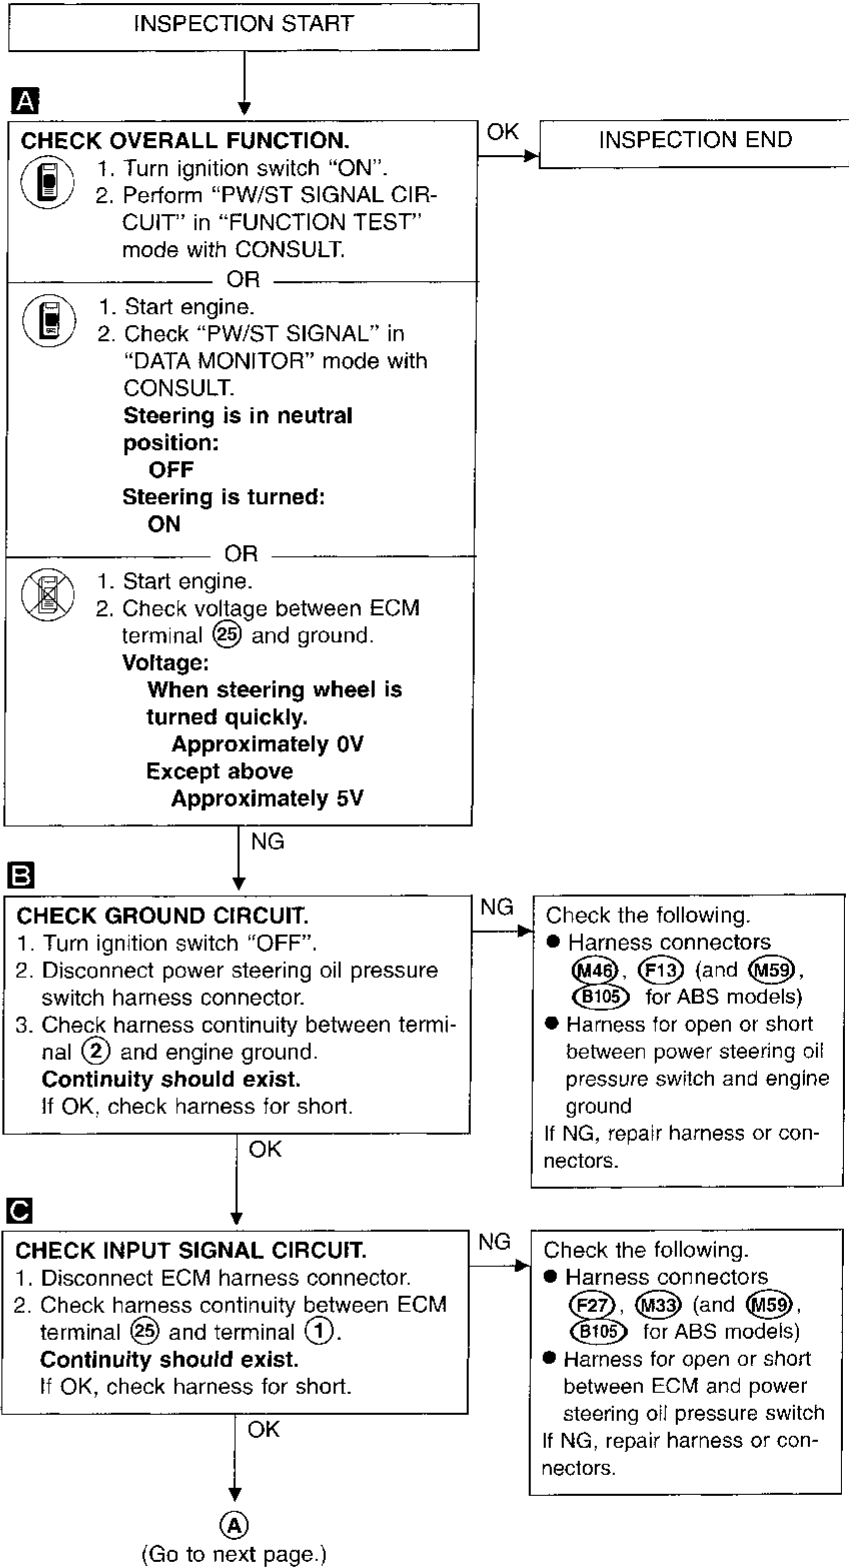 INSPECTION START
A
CHECK OVERALL FUNCTION.
1. Turn ignition switch “ON”.
2. Perform “PW/ST SIGNAL CIR-
CUIT” in “FUNCTION TEST”
mode with CONSULT.
OR
1. Start engine.
2. Check “PW/ST SIGNAL” in
“DATA MONITOR” mode with
CONSULT.
Steering is in neutral
position:
OFF
Steering is turned:
ON
OR
1. Start engine.
2. Check voltage between ECM
terminal 25 and ground.
Voltage:
When steering wheel is
turned quickly.
Approximately 0V
Except above
Approximately 5V
OK
INSPECTION END
NG
B
CHECK GROUND CIRCUIT.
1. Turn ignition switch “OFF”.
2. Disconnect power steering oil pressure
switch harness connector.
3. Check harness continuity between termi-
nal 2 and engine ground.
Continuity should exist.
If OK, check harness for short.
NG
Check the following.
● Harness connectors
M46, F13 (and M59,
B105 for ABS models)
● Harness for open or short
between power steering oil
pressure switch and engine
ground
If NG, repair harness or con-
nectors.
OK
C
CHECK INPUT SIGNAL CIRCUIT.
1. Disconnect ECM harness connector.
2. Check harness continuity between ECM
terminal 25 and terminal 1.
Continuity should exist.
If OK, check harness for short.
NG
Check the following.
● Harness connectors
F27, M33 (and M59,
B105 for ABS models)
● Harness for open or short
between ECM and power
steering oil pressure switch
If NG, repair harness or con-
nectors.
OK
A
(Go to next page.)